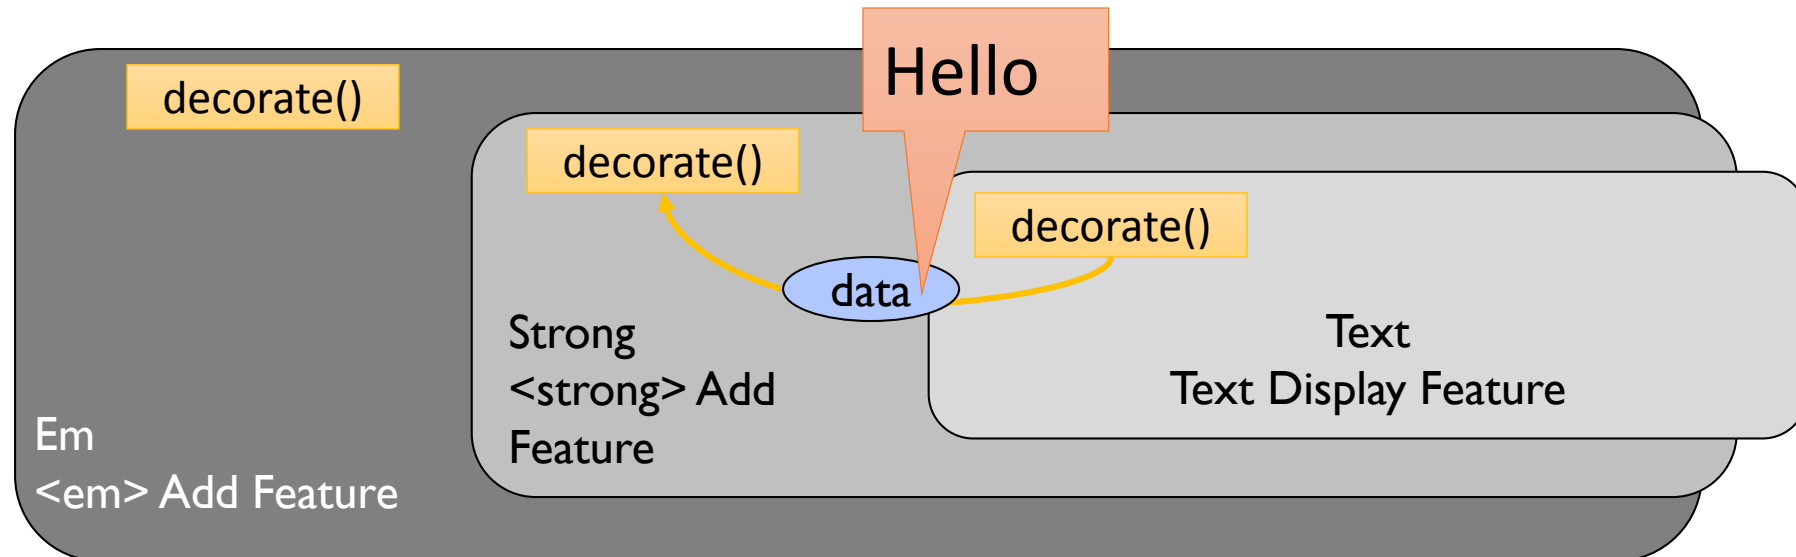 Hello
decorate()
decorate()
decorate()
data
Strong
<strong> Add
Feature
Text
Text Display Feature
Em
<em> Add Feature